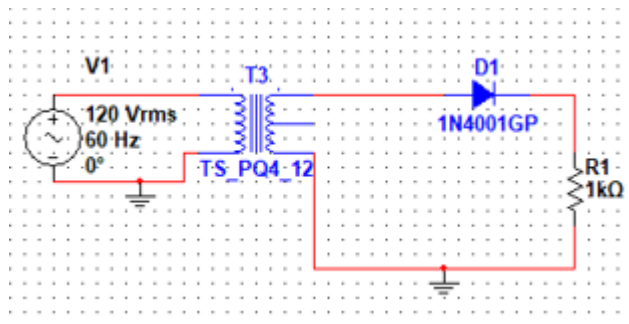 V1
120 Vrms
60 Hz
0°
T3
TS_PQ4_12
D1
1N4001GP
R1
1kΩ